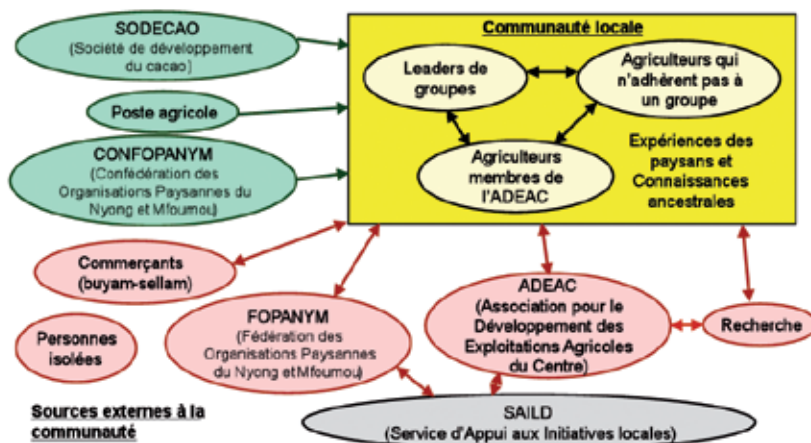 SODECAO
(Société de développement
du cacao)
Poste agricole
CONFOPANYM
(Confédération des
Organisations Paysannes du
Nyong et Mfoumou)
Communauté locale
Leaders de
groupes
Agriculteurs qui
n'adhèrent pas à
un groupe
Agriculteurs
membres de
l'ADEAC
Expériences des
paysans et
Connaissances
ancestrales
Commerçants
(buyam-sellam)
Personnes
isolées
FOPANYM
(Fédération des
Organisations Paysannes
du Nyong et Mfoumou)
ADEAC
(Association pour le
Développement des
Exploitations Agricoles
du Centre)
Recherche
Sources externes à la
communauté
SAILD
(Service d'Appui aux Initiatives locales)